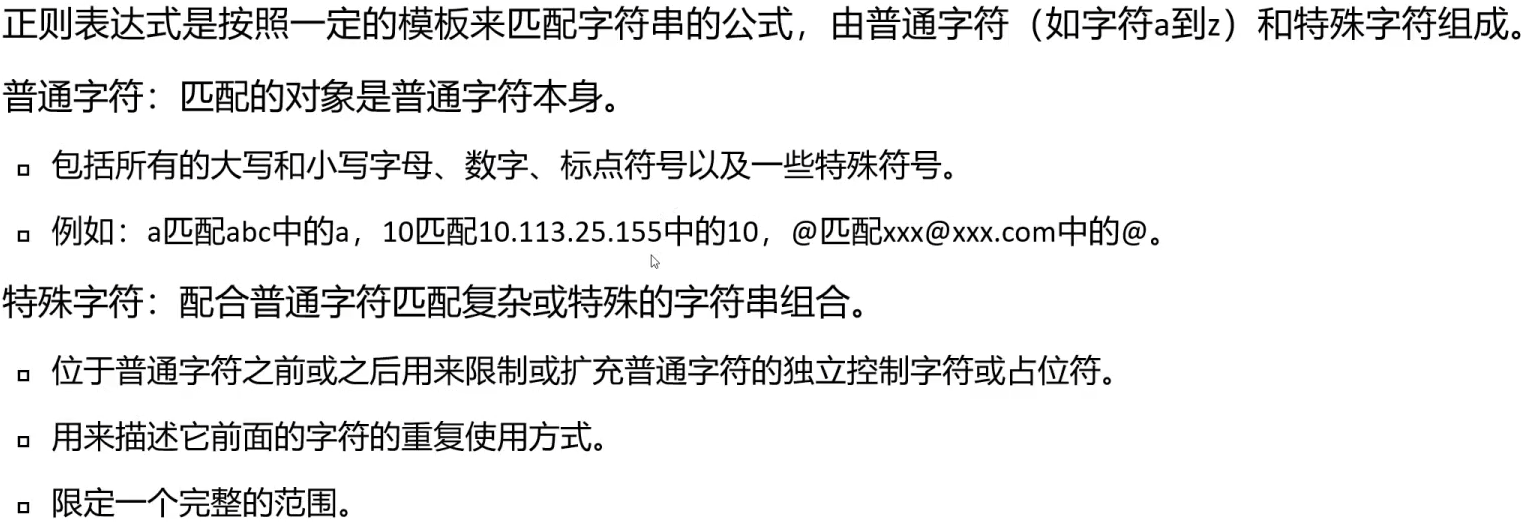 正则表达式是按照一定的模板来匹配字符串的公式，由普通字符（如字符a到z）和特殊字符组成。
普通字符：匹配的对象是普通字符本身。
▫ 包括所有的大写和小写字母、数字、标点符号以及一些特殊符号。
▫ 例如：a匹配abc中的a，10匹配10.113.25.155中的10，@匹配xxx@xxx.com中的@。
特殊字符：配合普通字符匹配复杂或特殊的字符串组合。
▫ 位于普通字符之前或之后用来限制或扩充普通字符的独立控制字符或占位符。
▫ 用来描述它前面的字符的重复使用方式。
▫ 限定一个完整的范围。